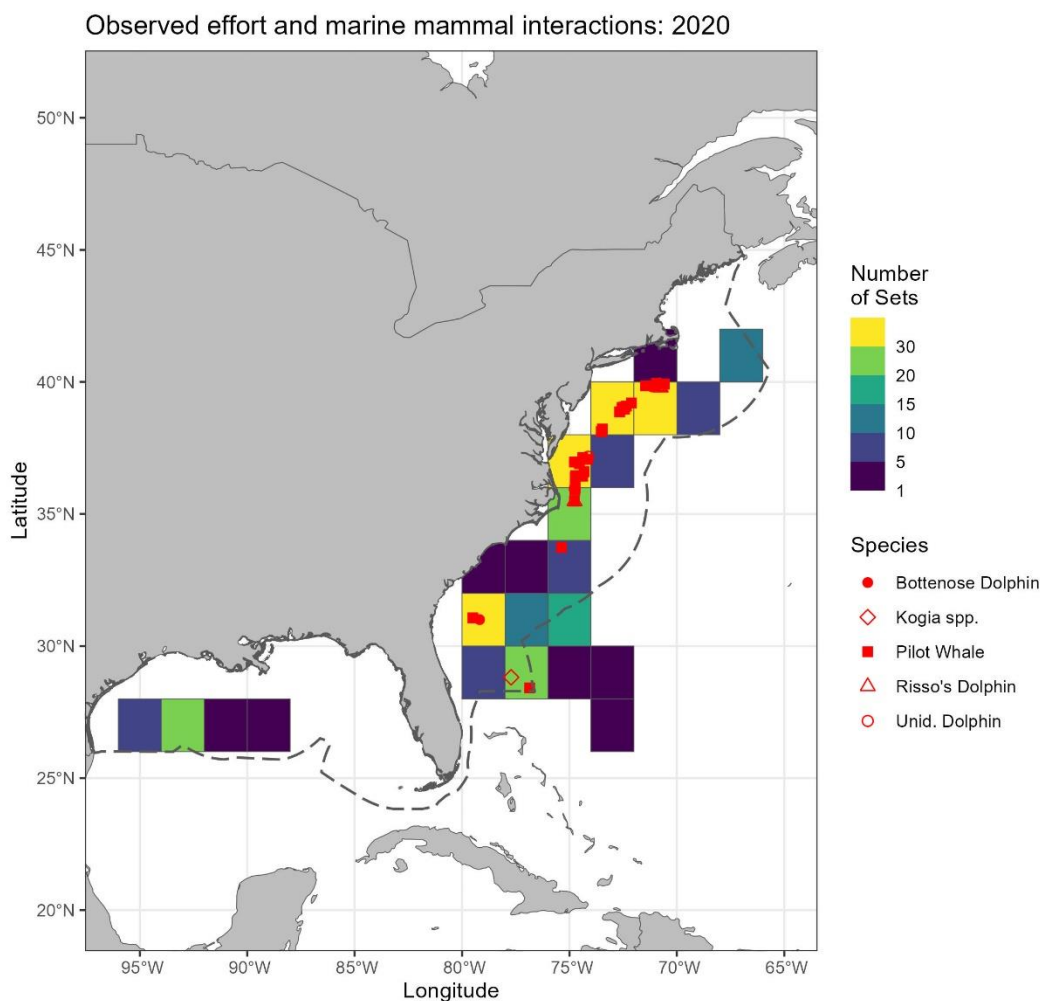 Observed effort and marine mammal interactions: 2020
50°N
45°N
40°N
35°N
30°N
25°N
20°N
Latitude
95°W 90°W 85°W 80°W 75°W 70°W 65°W
Longitude
Number
of Sets
30
20
15
10
5
1
Species
Bottenose Dolphin
Kogia spp.
Pilot Whale
Risso's Dolphin
Unid. Dolphin